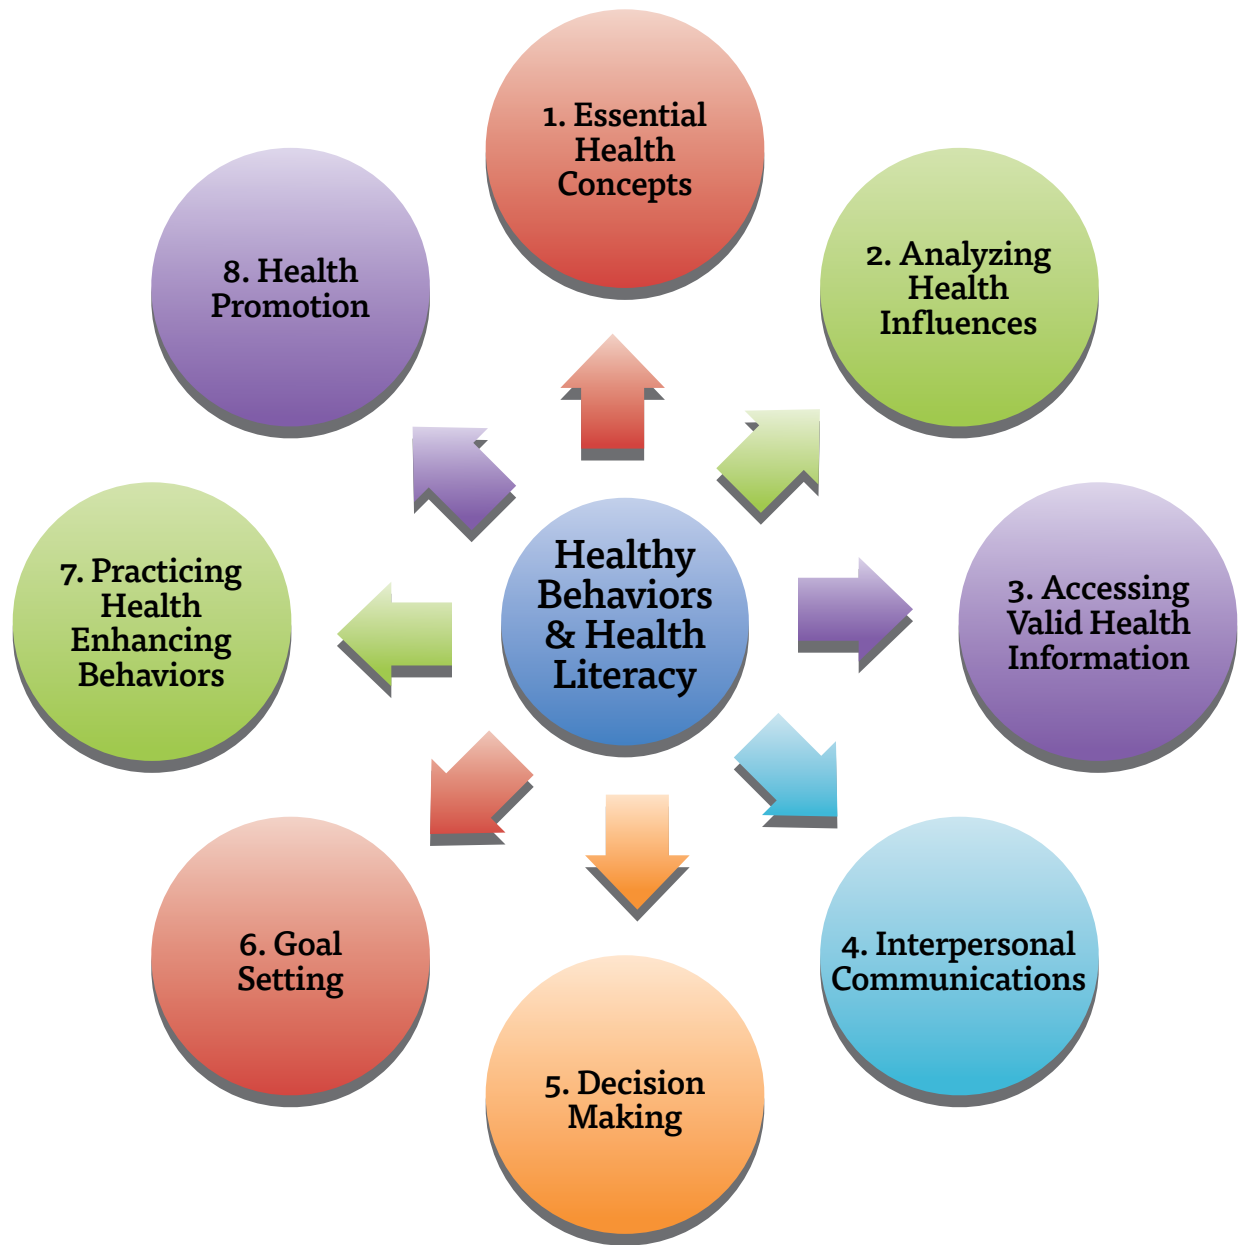 1. Essential
Health
Concepts
2. Analyzing
Health
Influences
3. Accessing
Valid Health
Information
4. Interpersonal
Communications
5. Decision
Making
6. Goal
Setting
7. Practicing
Health
Enhancing
Behaviors
8. Health
Promotion
Healthy
Behaviors
& Health
Literacy